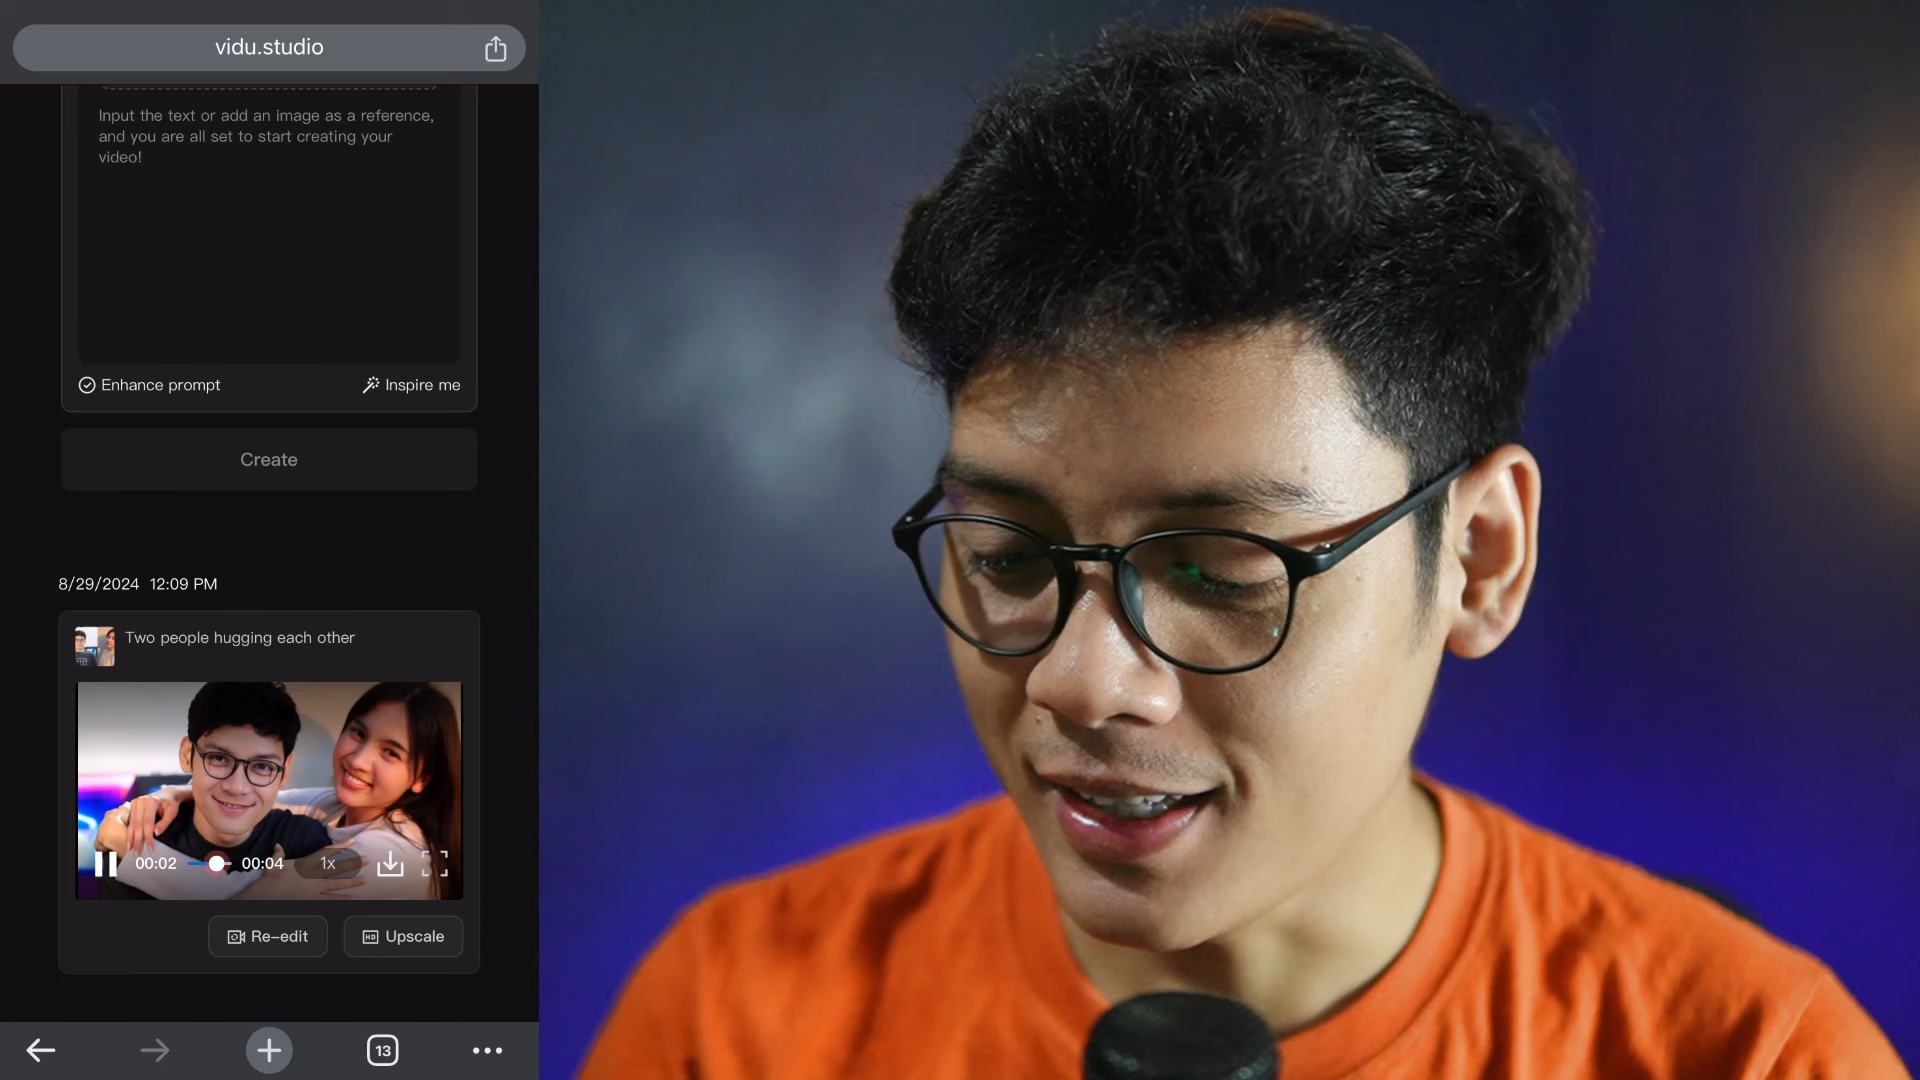 vidu.studio
Input the text or add an image as a reference,
and you are all set to start creating your
video!
Enhance prompt
Inspire me
Create
8/29/2024 12:09 PM
Two people hugging each other
00:02
00:04
1x
Re-edit
HD Upscale
13